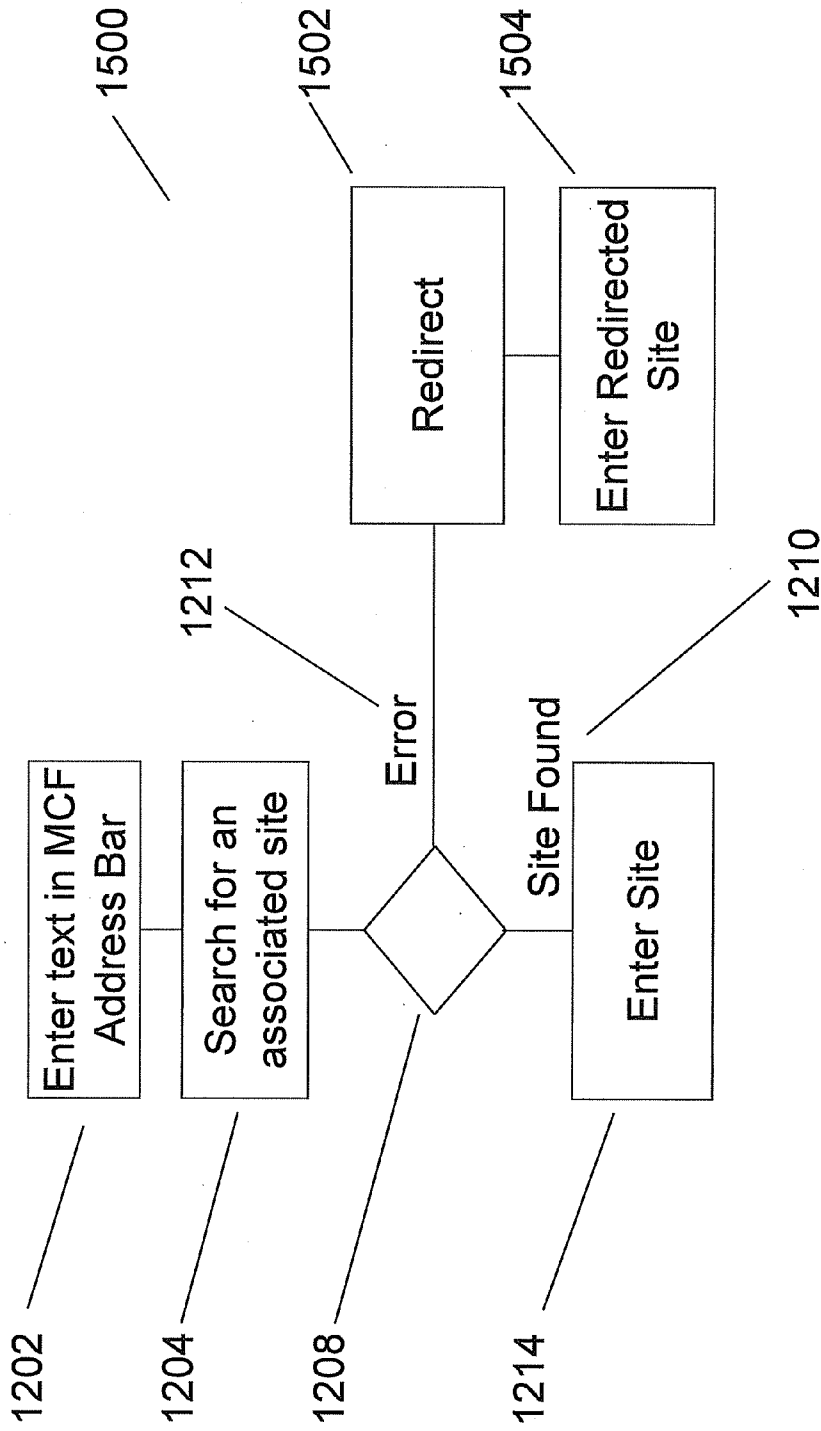 1500
1202
Enter text in MCF
Address Bar
1204
Search for an
associated site
1208
1212
Error
Redirect
1502
Site Found
1210
1214
Enter Site
Enter Redirected
Site
1504